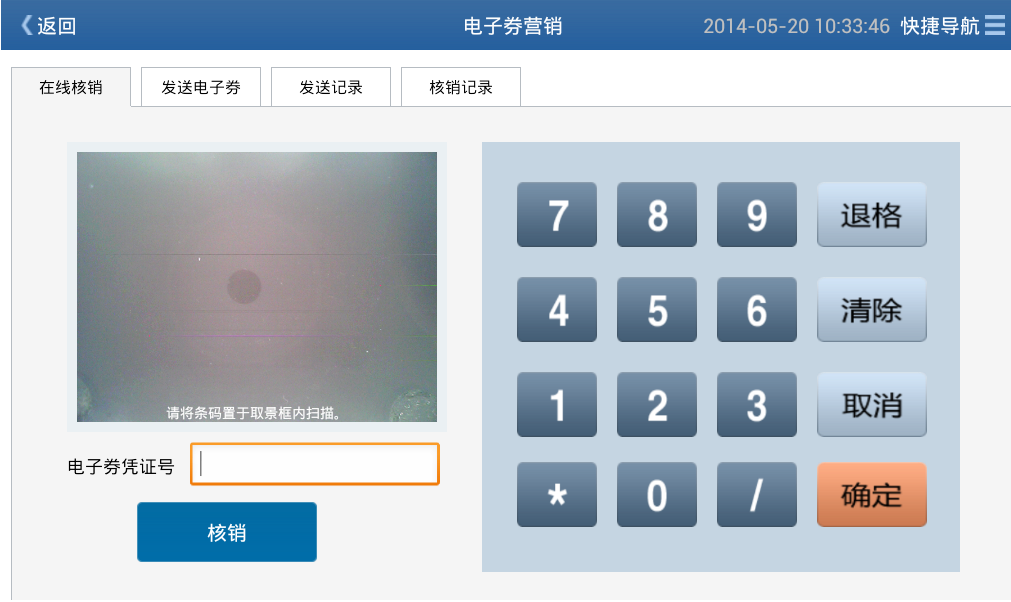 返回
电子券营销
2014-05-20 10:33:46 快捷导航
在线核销 发送电子券 发送记录 核销记录
请将条码置于取景框内扫描。
电子券凭证号
核销
7 8 9 退格
4 5 6 清除
1 2 3 取消
* 0 / 确定